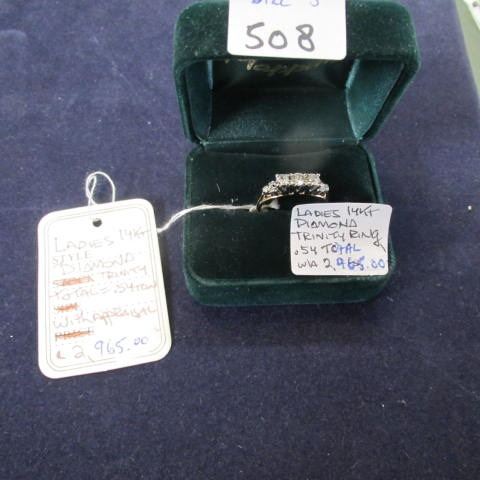 508
LADIES 14KT
DIAMOND
TRINITY RING
.54 TOTAL
W/A 2,965.00
LADIES 14KT
STYLE
DIAMOND
TRINITY
TOTAL = .54TDW
WITH APPRAISAL
2,965.00